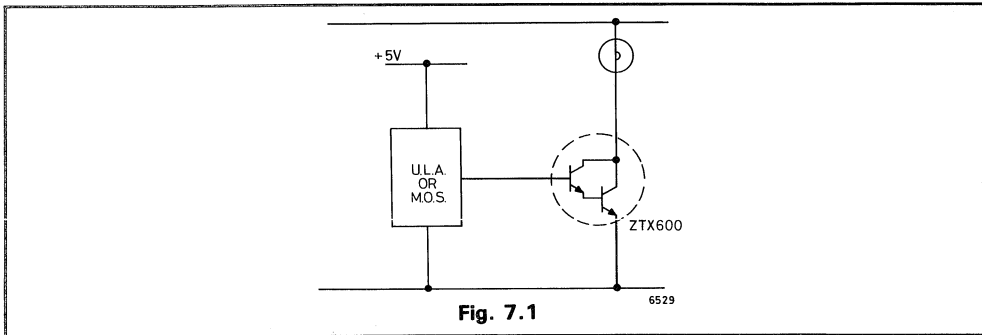 +5V
U.L.A.
OR
M.O.S.
ZTX600
6529
Fig. 7.1